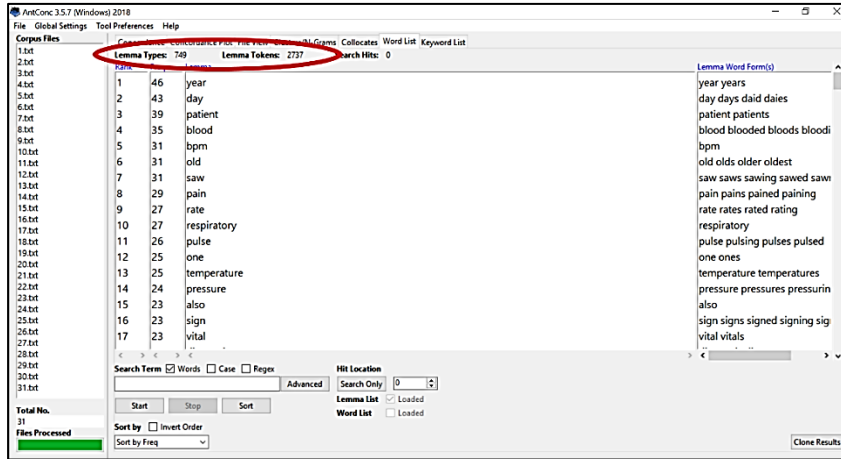 AntConc 3.5.7 (Windows) 2018
File Global Settings Tool Preferences Help
Corpus Files
1.txt
2.txt
3.txt
4.txt
5.txt
6.txt
7.txt
8.txt
9.txt
10.txt
11.txt
12.txt
13.txt
14.txt
15.txt
16.txt
17.txt
18.txt
19.txt
20.txt
21.txt
22.txt
23.txt
24.txt
25.txt
26.txt
27.txt
28.txt
29.txt
30.txt
31.txt
Total No.
31
Files Processed
Concordance Concordance Plot File View Clusters/N-Grams Collocates Word List Keyword List
Lemma Types: 749 Lemma Tokens: 2737 Search Hits: 0
Rank Freq Lemma Lemma Word Form(s)
1 46 year year years
2 43 day day days daid daies
3 39 patient patient patients
4 35 blood blood blooded bloods bloodi
5 31 bpm bpm
6 31 old old olds older oldest
7 31 saw saw saws sawing sawed sawn
8 29 pain pain pains pained paining
9 27 rate rate rates rated rating
10 27 respiratory respiratory
11 26 pulse pulse pulsing pulses pulsed
12 25 one one ones
13 25 temperature temperature temperatures
14 24 pressure pressure pressures pressurin
15 23 also also
16 23 sign sign signs signed signing sig
17 23 vital vital vitals
Search Term Words Case Regex Hit Location
Advanced Search Only 0
Start Stop Sort Lemma List Loaded
Word List Loaded
Sort by Invert Order
Sort by Freq Clone Results